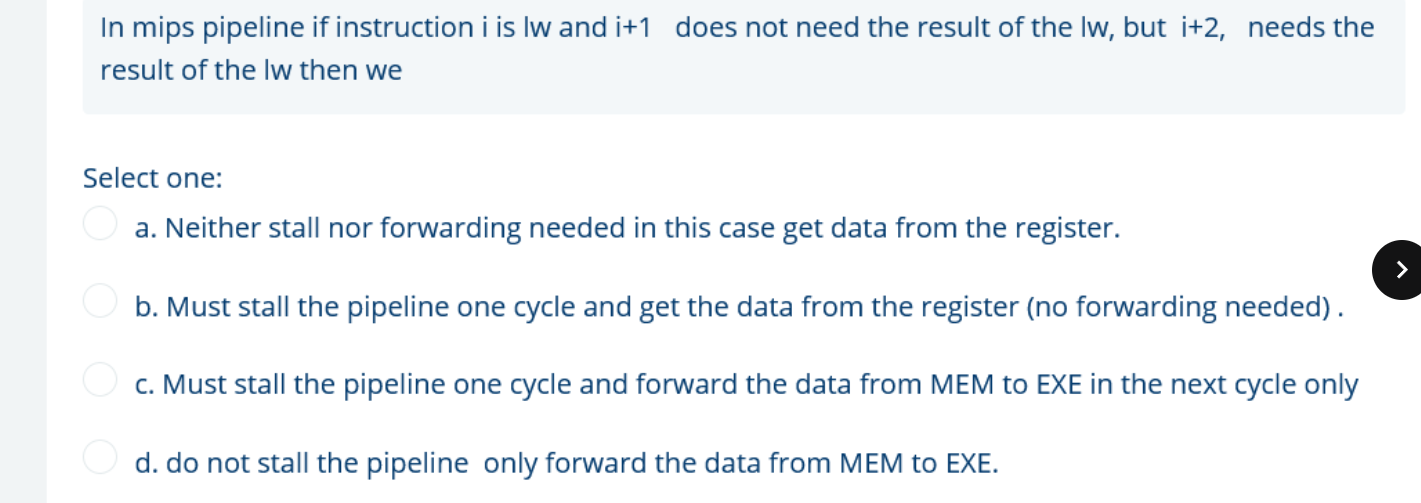 In mips pipeline if instruction i is lw and i+1 does not need the result of the lw, but i+2, needs the
result of the lw then we
Select one:
a. Neither stall nor forwarding needed in this case get data from the register.
b. Must stall the pipeline one cycle and get the data from the register (no forwarding needed) .
c. Must stall the pipeline one cycle and forward the data from MEM to EXE in the next cycle only
d. do not stall the pipeline only forward the data from MEM to EXE.